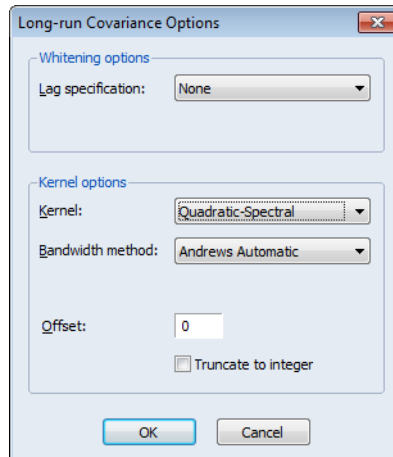 Long-run Covariance Options
Whitening options
Lag specification: None
Kernel options
Kernel: Quadratic-Spectral
Bandwidth method: Andrews Automatic
Offset: 0
Truncate to integer
OK Cancel